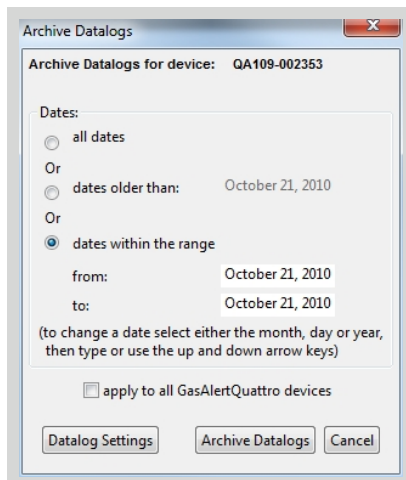 Archive Datalogs
Archive Datalogs for device: QA109-002353
Dates:
all dates
Or
dates older than: October 21, 2010
Or
dates within the range
from: October 21, 2010
to: October 21, 2010
(to change a date select either the month, day or year,
then type or use the up and down arrow keys)
apply to all GasAlertQuattro devices
Datalog Settings Archive Datalogs Cancel